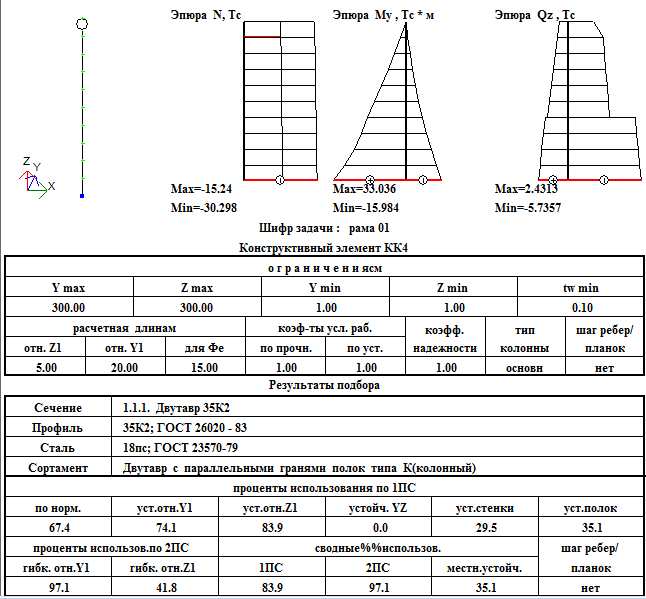 Эпюра N, Тс Эпюра My , Тс * м Эпюра Qz , Тс
Z
Y
X
Max=-15.24 Max=33.036 Max=2.4313
Min=-30.298 Min=-15.984 Min=-5.7357
Шифр задачи : рама 01
Конструктивный элемент КК4
о г р а н и ч е н и ясм
Y max Z max Y min Z min tw min
300.00 300.00 1.00 1.00 0.10
расчетная длинам коэф-ты усл. раб. коэфф. надежности тип колонны шаг ребер/ планок
отн. Z1 отн. Y1 для Фе по прочн. по уст.
5.00 20.00 15.00 1.00 1.00 1.00 основн нет
Результаты подбора
Сечение 1.1.1. Двутавр 35К2
Профиль 35К2; ГОСТ 26020 - 83
Сталь 18пс; ГОСТ 23570-79
Сортамент Двутавр с параллельными гранями полок типа К(колонный)
проценты использования по 1ПС
по норм. уст.отн.Y1 уст.отн.Z1 устойч. YZ уст.стенки уст.полок
67.4 74.1 83.9 0.0 29.5 35.1
проценты использов.по 2ПС сводные%%использов. шаг ребер/
гибк. отн.Y1 гибк. отн.Z1 1ПС 2ПС местн.устойч. планок
97.1 41.8 83.9 97.1 35.1 нет